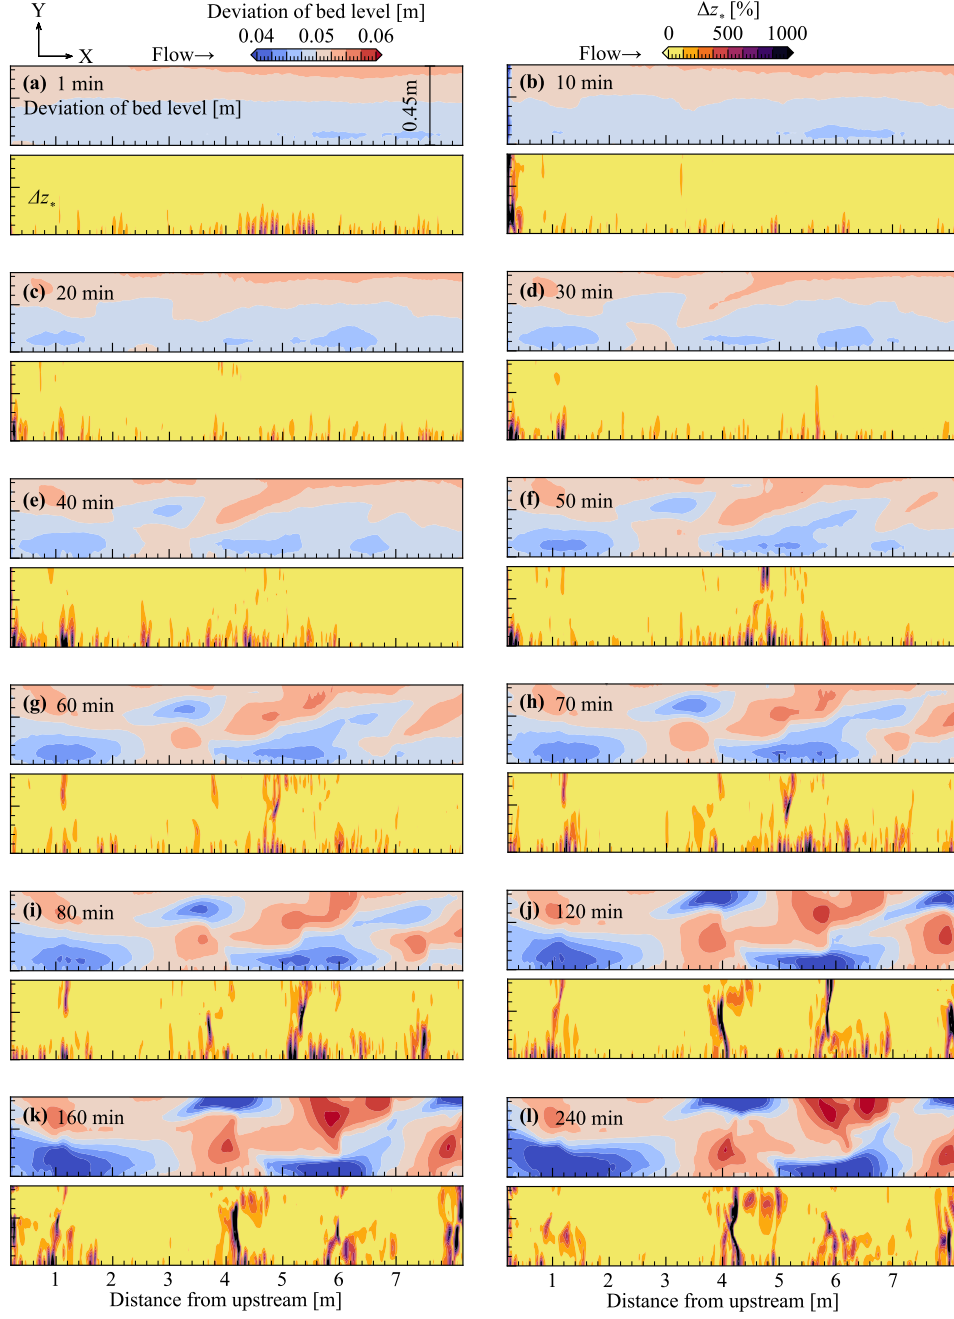 Y
X
Deviation of bed level [m]
0.04 0.05 0.06
Flow→
Δz* [%]
0 500 1000
Flow→
(a) 1 min
Deviation of bed level [m]
0.45m
Δz*
(b) 10 min
(c) 20 min
(d) 30 min
(e) 40 min
(f) 50 min
(g) 60 min
(h) 70 min
(i) 80 min
(j) 120 min
(k) 160 min
(l) 240 min
1 2 3 4 5 6 7
Distance from upstream [m]
1 2 3 4 5 6 7
Distance from upstream [m]